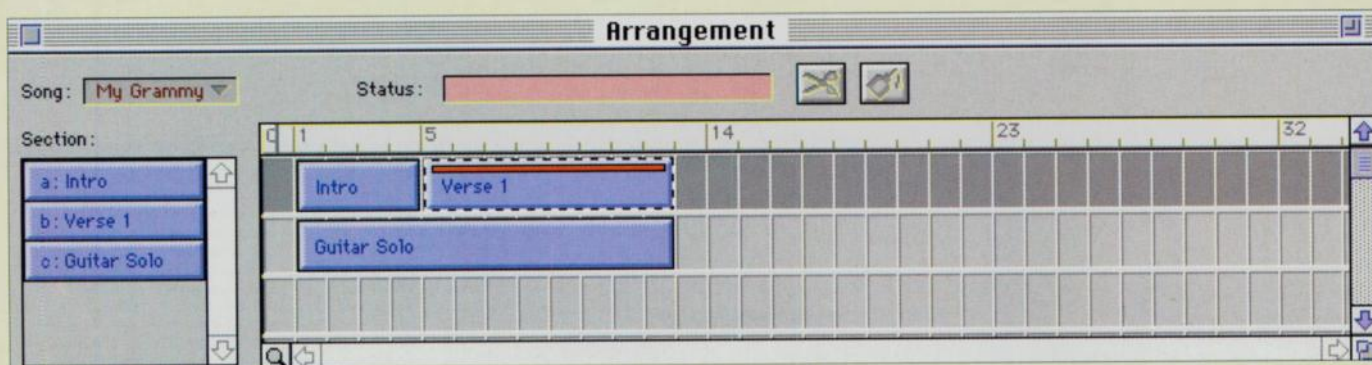 Arrangement
Song: My Grammy
Status:
Section:
1 5 14 23 32
a: Intro
b: Verse 1
c: Guitar Solo
Intro
Verse 1
Guitar Solo